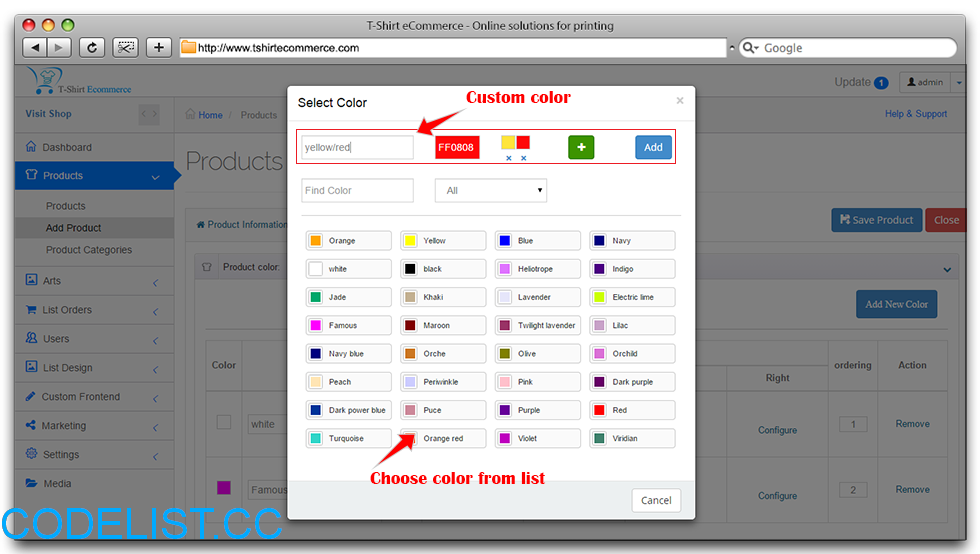 T-Shirt eCommerce - Online solutions for printing
http://www.tshirtecommerce.com
Google
T-Shirt Ecommerce
Update 1
admin
Visit Shop
Home / Products
Help & Support
Dashboard
Products
Products
Add Product
Product Categories
Arts
List Orders
Users
List Design
Custom Frontend
Marketing
Settings
Media
Products
Product Information
Save Product
Close
Product color:
Add New Color
Color
Right
ordering
Action
white
Configure
1
Remove
Famous
Configure
2
Remove
Select Color
×
Custom color
yellow/red
FF0808
× ×
+
Add
Find Color
All
Orange Yellow Blue Navy
white black Heliotrope Indigo
Jade Khaki Lavender Electric lime
Famous Maroon Twilight lavender Lilac
Navy blue Orche Olive Orchild
Peach Periwinkle Pink Dark purple
Dark power blue Puce Purple Red
Turquoise Orange red Violet Viridian
Choose color from list
Cancel
CODELIST.CC